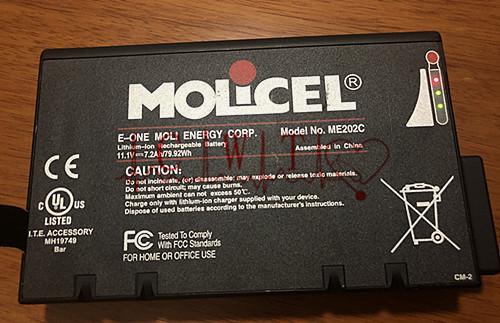 MOLiCEL®
E-ONE MOLI ENERGY CORP. Model No. ME202C
Lithium-Ion Rechargeable Battery
11.1V⎓7.2Ah/79.92Wh Assembled in China
CAUTION:
Do not incinerate, (or) disassemble: may explode or release toxic materials.
Do not short circuit; may cause burns.
Maximum ambient can not excess 50°C.
Charge only with lithium-ion charger supplied with your device.
Dispose of used batteries according to the manufacturer's instructions.
CE
c UL US
LISTED
I.T.E. ACCESSORY
MH19749
Bar
FC Tested To Comply
With FCC Standards
FOR HOME OR OFFICE USE
CM-2